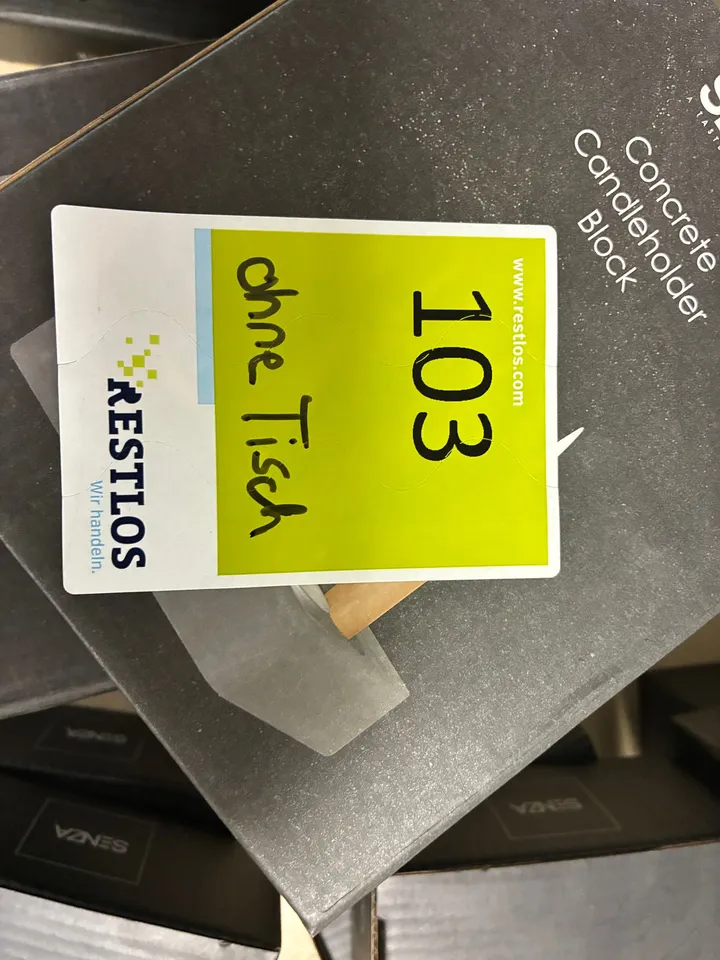 www.restlos.com
103
ohne Tisch
RESTLOS
Wir handeln.
Concrete
Candleholder
Block
SENZA
SENZA
SENZA